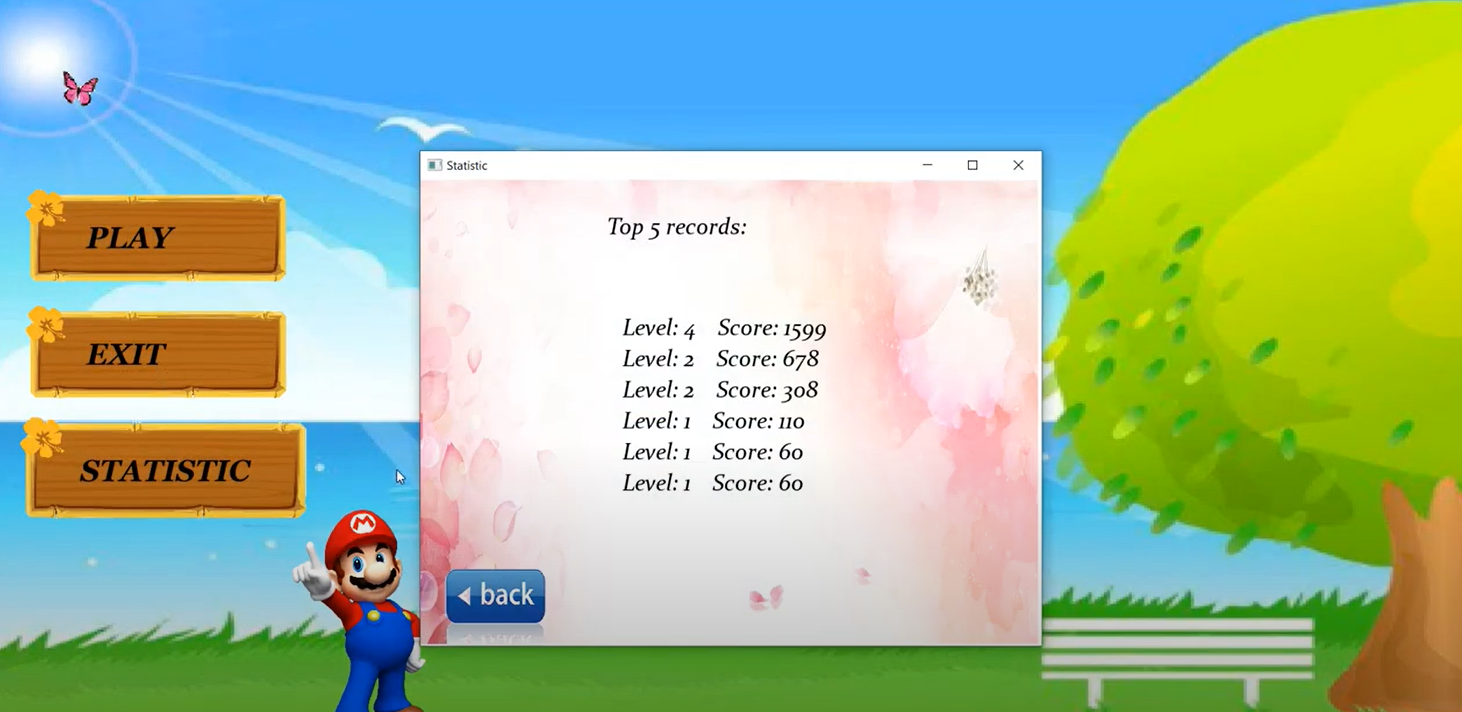 PLAY
EXIT
STATISTIC
Statistic
Top 5 records:
Level: 4 Score: 1599
Level: 2 Score: 678
Level: 2 Score: 308
Level: 1 Score: 110
Level: 1 Score: 60
Level: 1 Score: 60
back
M